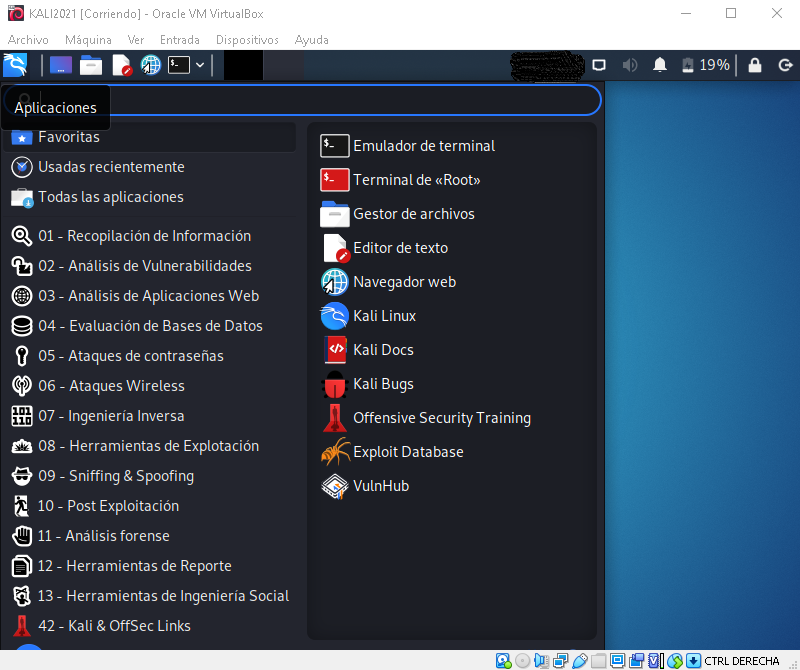 KALI2021 [Corriendo] - Oracle VM VirtualBox
Archivo Máquina Ver Entrada Dispositivos Ayuda
19%
Aplicaciones
Favoritas
Usadas recientemente
Todas las aplicaciones
01 - Recopilación de Información
02 - Análisis de Vulnerabilidades
03 - Análisis de Aplicaciones Web
04 - Evaluación de Bases de Datos
05 - Ataques de contraseñas
06 - Ataques Wireless
07 - Ingeniería Inversa
08 - Herramientas de Explotación
09 - Sniffing & Spoofing
10 - Post Exploitación
11 - Análisis forense
12 - Herramientas de Reporte
13 - Herramientas de Ingeniería Social
42 - Kali & OffSec Links
Emulador de terminal
Terminal de «Root»
Gestor de archivos
Editor de texto
Navegador web
Kali Linux
Kali Docs
Kali Bugs
Offensive Security Training
Exploit Database
VulnHub
CTRL DERECHA